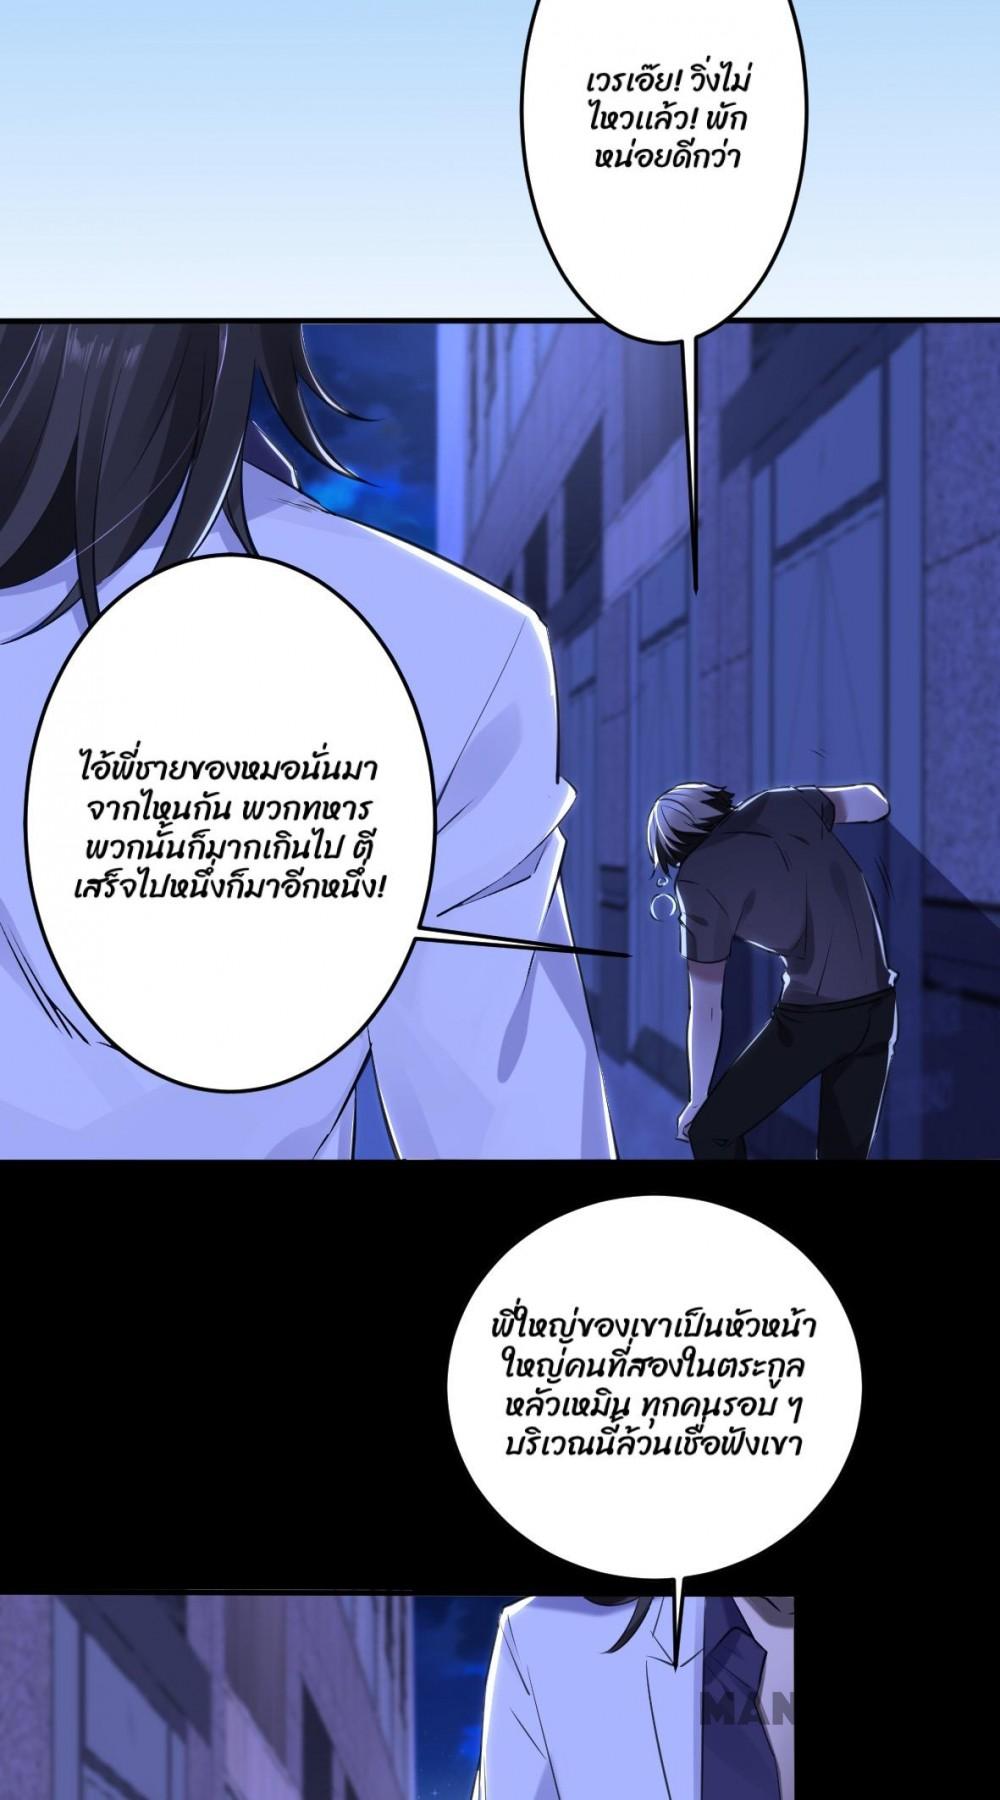 เวรเอ๊ย! วิ่งไม่
ไหวแล้ว! พัก
หน่อยดีกว่า
ไอ้พี่ชายของหมอนั่นมา
จากไหนกัน พวกทหาร
พวกนั้นก็มากเกินไป ตี
เสร็จไปหนึ่งก็มาอีกหนึ่ง!
พี่ใหญ่ของเขาเป็นหัวหน้า
ใหญ่คนที่สองในตระกูล
หลัวเหมิน ทุกคนรอบ ๆ
บริเวณนี้ล้วนเชื่อฟังเขา
MAN